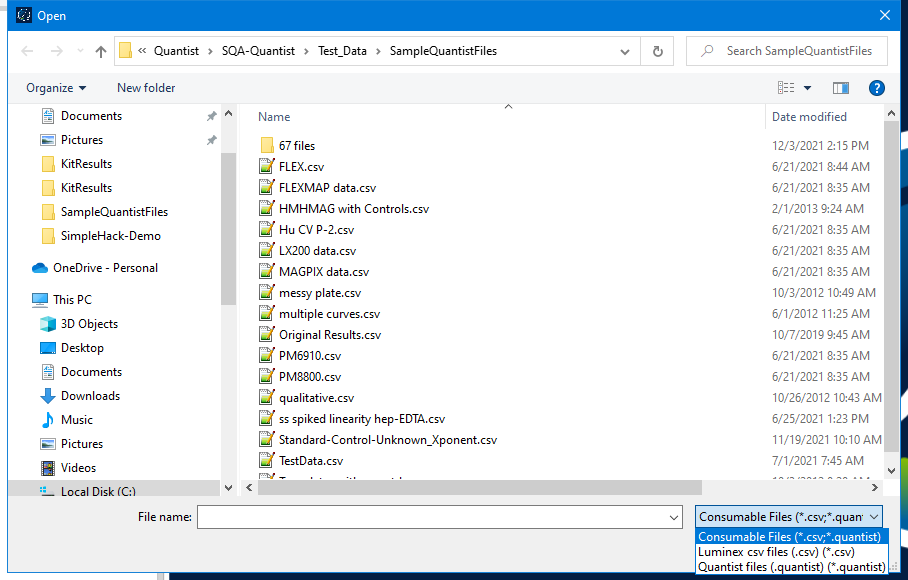 Open
« Quantist › SQA-Quantist › Test_Data › SampleQuantistFiles
Search SampleQuantistFiles
Organize
New folder
?
Documents
Pictures
KitResults
KitResults
SampleQuantistFiles
SimpleHack-Demo
OneDrive - Personal
This PC
3D Objects
Desktop
Documents
Downloads
Music
Pictures
Videos
Local Disk (C:)
Name Date modified
67 files 12/3/2021 2:15 PM
FLEX.csv 6/21/2021 8:44 AM
FLEXMAP data.csv 6/21/2021 8:35 AM
HMHMAG with Controls.csv 2/1/2013 9:24 AM
Hu CV P-2.csv 6/21/2021 8:35 AM
LX200 data.csv 6/21/2021 8:35 AM
MAGPIX data.csv 6/21/2021 8:35 AM
messy plate.csv 10/3/2012 10:49 AM
multiple curves.csv 6/1/2012 11:25 AM
Original Results.csv 10/7/2019 9:45 AM
PM6910.csv 6/21/2021 8:35 AM
PM8800.csv 6/21/2021 8:35 AM
qualitative.csv 10/26/2012 10:43 AM
ss spiked linearity hep-EDTA.csv 6/25/2021 1:23 PM
Standard-Control-Unknown_Xponent.csv 11/19/2021 10:10 AM
TestData.csv 7/1/2021 7:45 AM
File name:
Consumable Files (*.csv;*.quan
Consumable Files (*.csv;*.quantist)
Luminex csv files (.csv) (*.csv)
Quantist files (.quantist) (*.quantist)